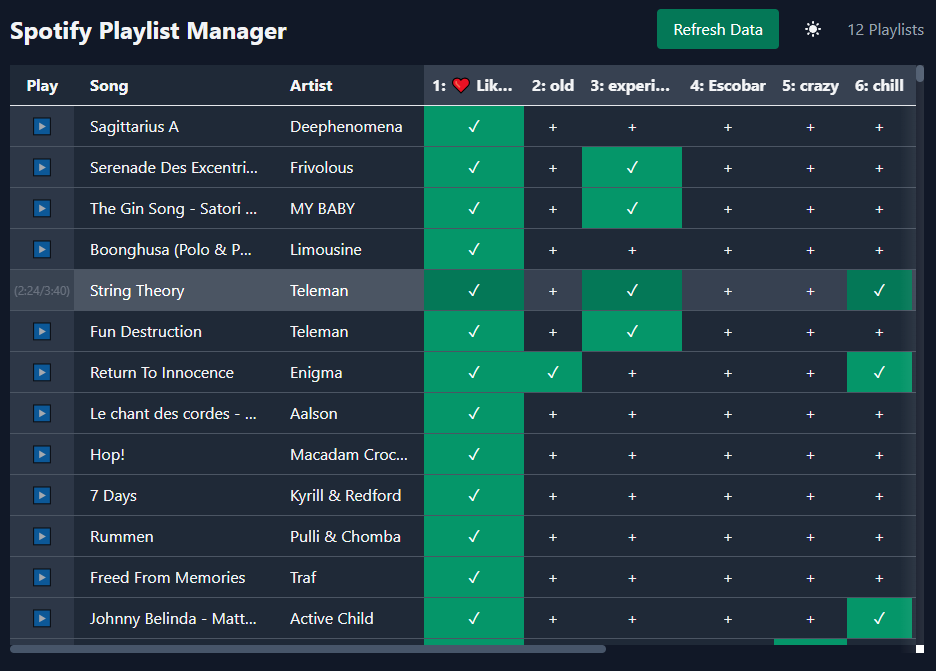 Spotify Playlist Manager Refresh Data 12 Playlists
Play Song Artist 1: ❤️ Lik... 2: old 3: experi... 4: Escobar 5: crazy 6: chill
Sagittarius A Deephenomena ✓ + + + + +
Serenade Des Excentri... Frivolous ✓ + ✓ + + +
The Gin Song - Satori ... MY BABY ✓ + ✓ + + +
Boonghusa (Polo & P... Limousine ✓ + + + + +
(2:24/3:40) String Theory Teleman ✓ + ✓ + + ✓
Fun Destruction Teleman ✓ + ✓ + + +
Return To Innocence Enigma ✓ ✓ + + + ✓
Le chant des cordes - ... Aalson ✓ + + + + +
Hop! Macadam Croc... ✓ + + + + +
7 Days Kyrill & Redford ✓ + + + + +
Rummen Pulli & Chomba ✓ + + + + +
Freed From Memories Traf ✓ + + + + +
Johnny Belinda - Matt... Active Child ✓ + + + + ✓